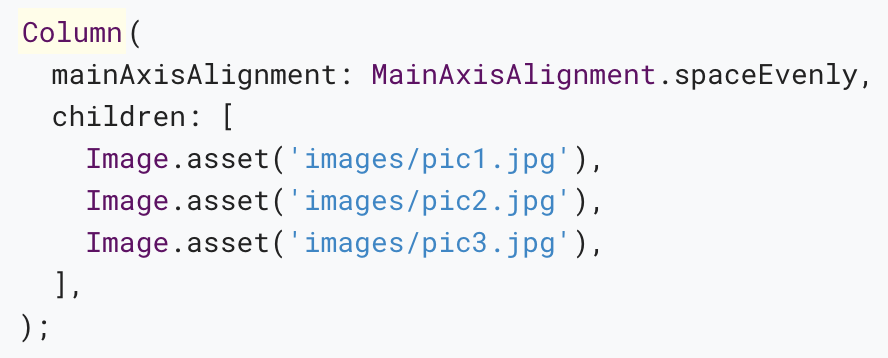 Column(
  mainAxisAlignment: MainAxisAlignment.spaceEvenly,
  children: [
    Image.asset('images/pic1.jpg'),
    Image.asset('images/pic2.jpg'),
    Image.asset('images/pic3.jpg'),
  ],
);